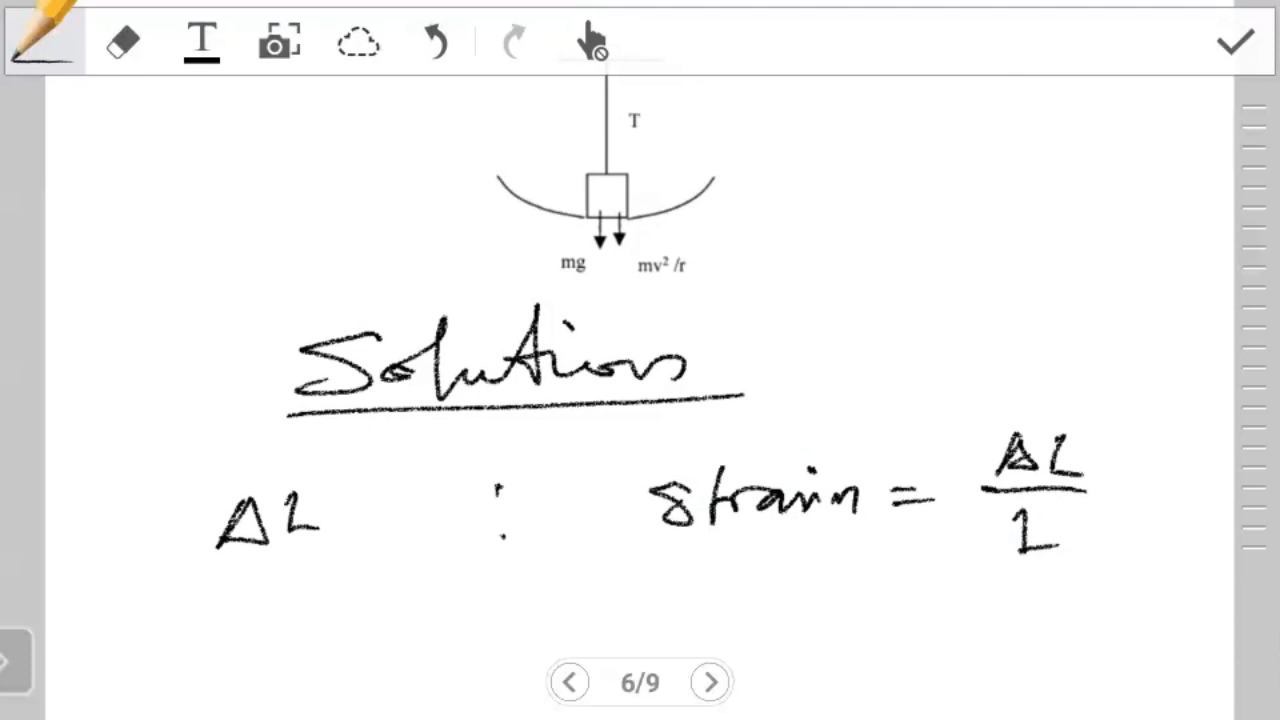 T
T
mg mv² /r
Solution
ΔL : strain = ΔL/L
6/9